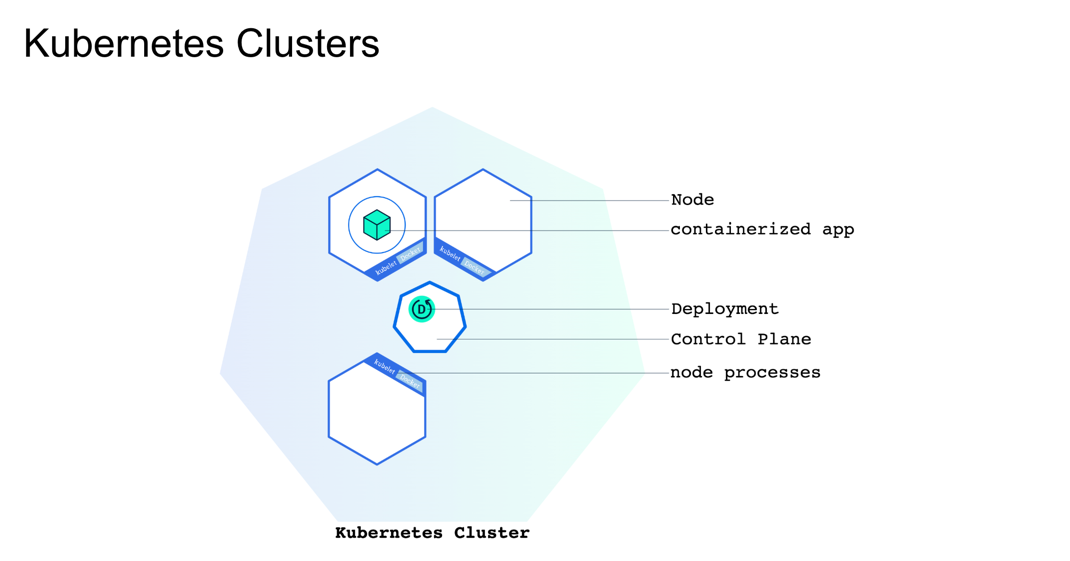 Kubernetes Clusters
Node
containerized app
kubelet Docker
kubelet Docker
D
Deployment
Control Plane
kubelet Docker
node processes
Kubernetes Cluster